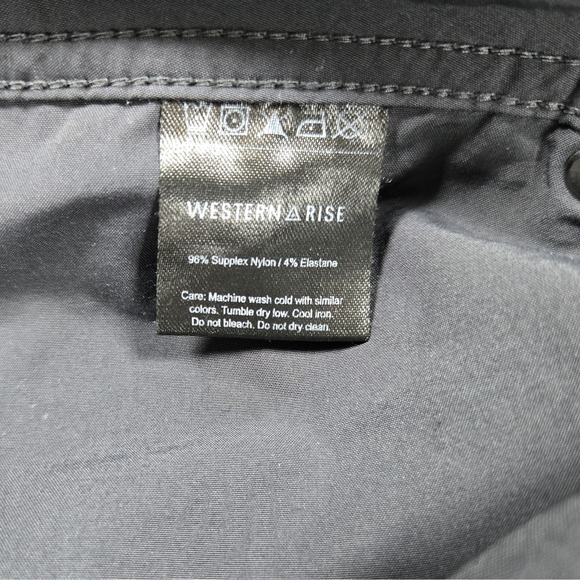 WESTERN RISE
96% Supplex Nylon / 4% Elastane
Care: Machine wash cold with similar
colors. Tumble dry low. Cool iron.
Do not bleach. Do not dry clean.